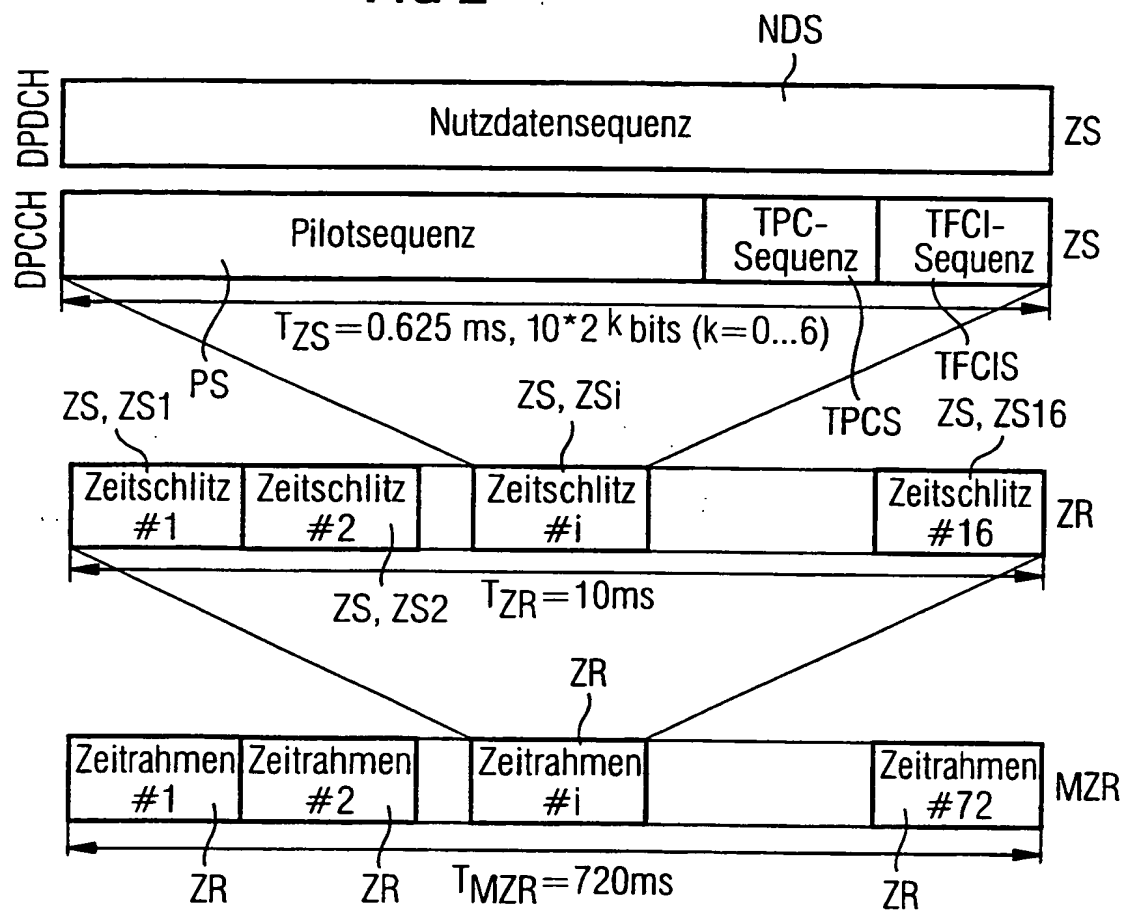 FIG 2
NDS
DPDCH
Nutzdatensequenz
ZS
DPCCH
Pilotsequenz
TPC-
Sequenz
TFCI-
Sequenz
ZS
T_ZS=0.625 ms, 10*2^k bits (k=0...6)
PS
TPCS
TFCIS
ZS, ZS1
ZS, ZSi
ZS, ZS16
Zeitschlitz
#1
Zeitschlitz
#2
Zeitschlitz
#i
Zeitschlitz
#16
ZR
ZS, ZS2
T_ZR=10ms
ZR
Zeitrahmen
#1
Zeitrahmen
#2
Zeitrahmen
#i
Zeitrahmen
#72
MZR
ZR
ZR
T_MZR=720ms
ZR